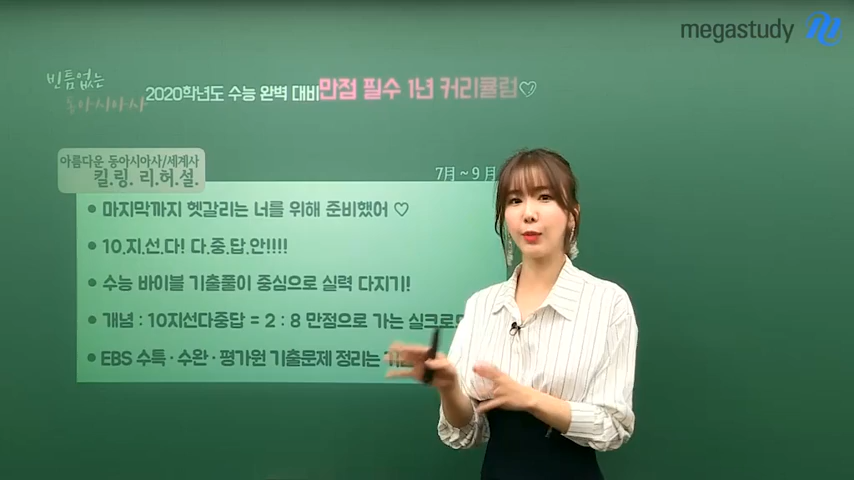 megastudy
빈틈없는
동아시아사
2020학년도 수능 완벽 대비 만점 필수 1년 커리큘럼♡
아름다운 동아시아사/세계사
킬.링. 리.허.설.
7月~9月
• 마지막까지 헷갈리는 너를 위해 준비했어 ♡
• 10.지.선.다! 다.중.답.안!!!!
• 수능 바이블 기출풀이 중심으로 실력 다지기!
• 개념 : 10지선다중답 = 2 : 8 만점으로 가는 실크로드
• EBS 수특·수완·평가원 기출문제 정리는